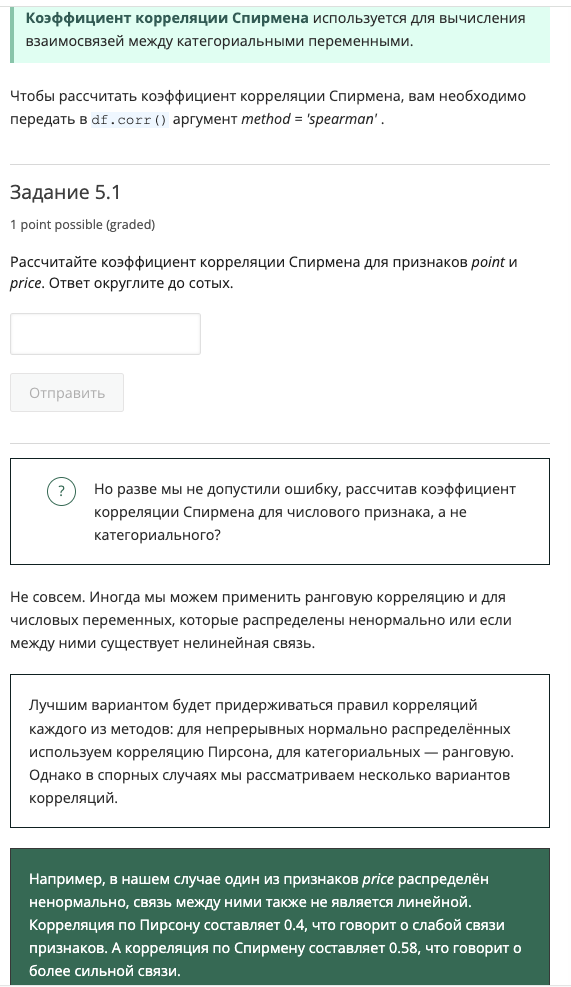 Коэффициент корреляции Спирмена используется для вычисления
взаимосвязей между категориальными переменными.
Чтобы рассчитать коэффициент корреляции Спирмена, вам необходимо
передать в df.corr() аргумент method = 'spearman' .
Задание 5.1
1 point possible (graded)
Рассчитайте коэффициент корреляции Спирмена для признаков point и
price. Ответ округлите до сотых.
Отправить
? Но разве мы не допустили ошибку, рассчитав коэффициент
корреляции Спирмена для числового признака, а не
категориального?
Не совсем. Иногда мы можем применить ранговую корреляцию и для
числовых переменных, которые распределены ненормально или если
между ними существует нелинейная связь.
Лучшим вариантом будет придерживаться правил корреляций
каждого из методов: для непрерывных нормально распределённых
используем корреляцию Пирсона, для категориальных — ранговую.
Однако в спорных случаях мы рассматриваем несколько вариантов
корреляций.
Например, в нашем случае один из признаков price распределён
ненормально, связь между ними также не является линейной.
Корреляция по Пирсону составляет 0.4, что говорит о слабой связи
признаков. А корреляция по Спирмену составляет 0.58, что говорит о
более сильной связи.